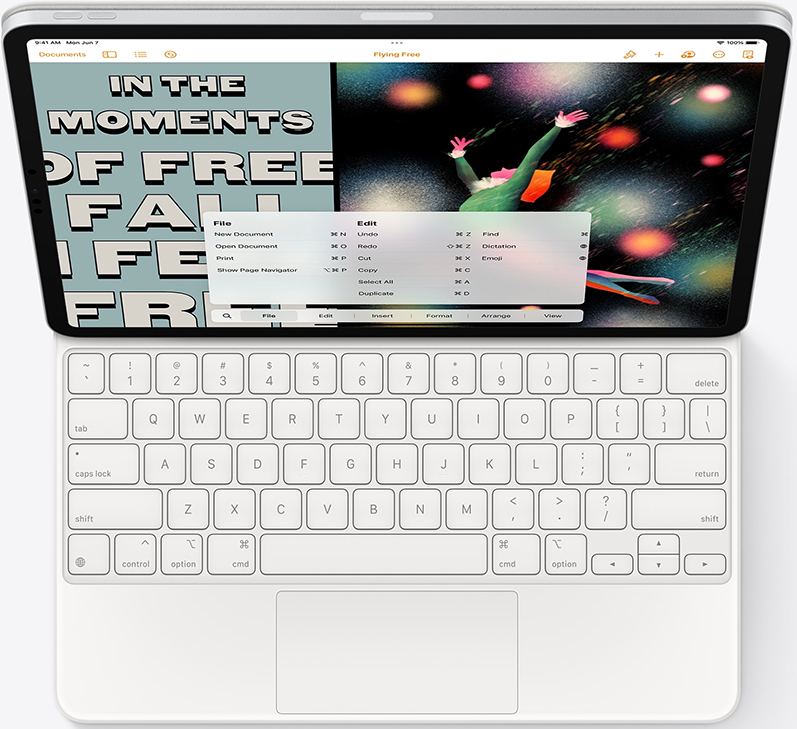 9:41 AM Mon Jun 7
100%
Documents
Flying Free
IN THE
MOMENTS
OF FREE
FALL
I FE
FRE
File
Edit
New Document ⌘ N
Undo ⌘ Z
Find ⌘
Open Document ⌘ O
Redo ⇧⌘ Z
Dictation
Print ⌘ P
Cut ⌘ X
Emoji
Show Page Navigator ⌥⌘ P
Copy ⌘ C
Select All ⌘ A
Duplicate ⌘ D
File Edit Insert Format Arrange View
~ ! @ # $ % ^ & * ( ) _ +
` 1 2 3 4 5 6 7 8 9 0 - = delete
tab Q W E R T Y U I O P { [ } ] | \
caps lock A S D F G H J K L : ; " ' return
shift Z X C V B N M < , > . ? / shift
^ control ⌥ option ⌘ cmd ⌘ cmd ⌥ option ◂ ▴ ▾ ▸